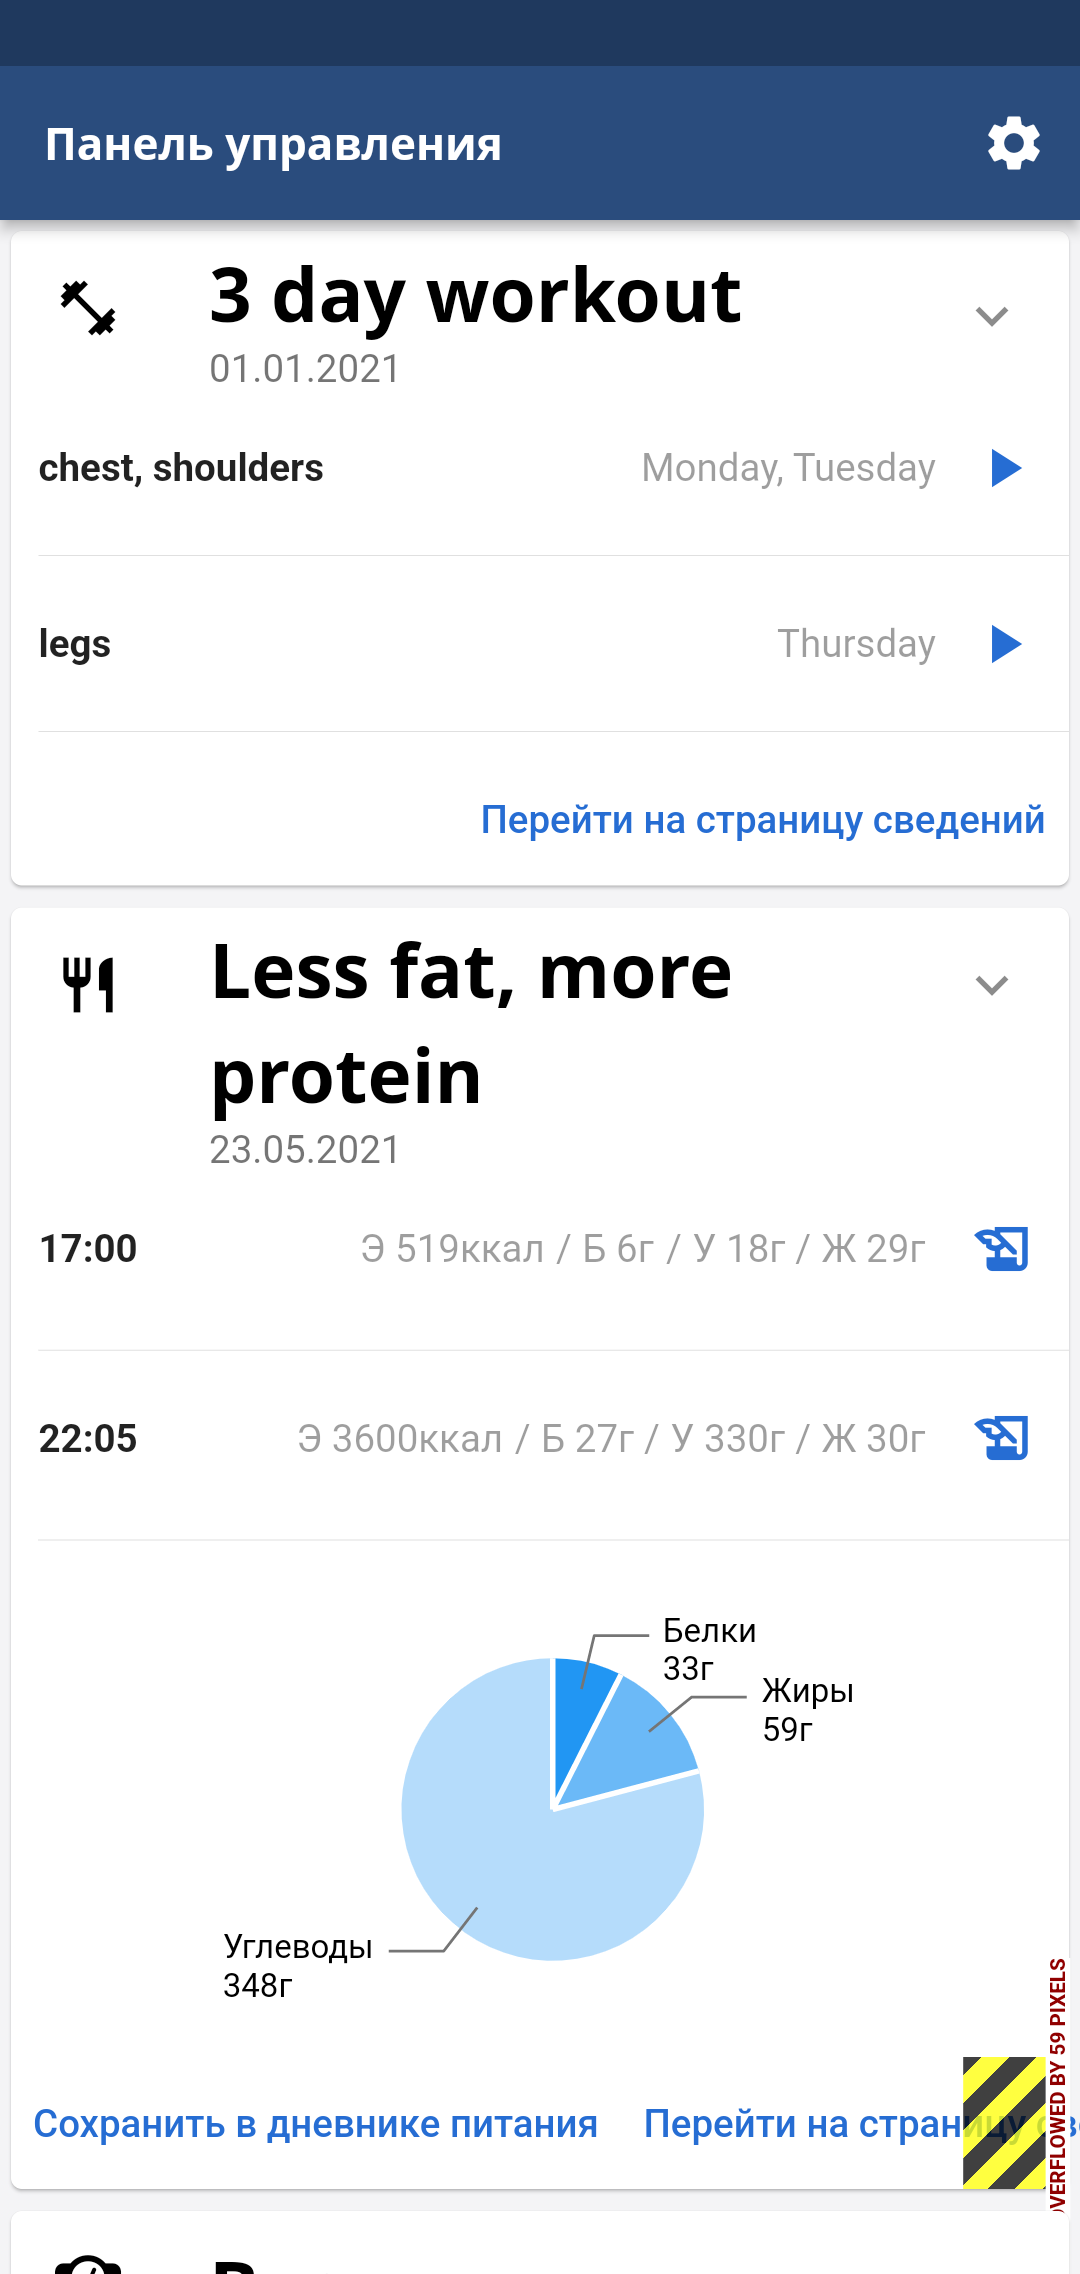 Панель управления
3 day workout
01.01.2021
chest, shoulders Monday, Tuesday
legs Thursday
Перейти на страницу сведений
Less fat, more
protein
23.05.2021
17:00 Э 519ккал / Б 6г / У 18г / Ж 29г
22:05 Э 3600ккал / Б 27г / У 330г / Ж 30г
Белки
33г
Жиры
59г
Углеводы
348г
Сохранить в дневнике питания Перейти на страницу
OVERFLOWED BY 59 PIXELS